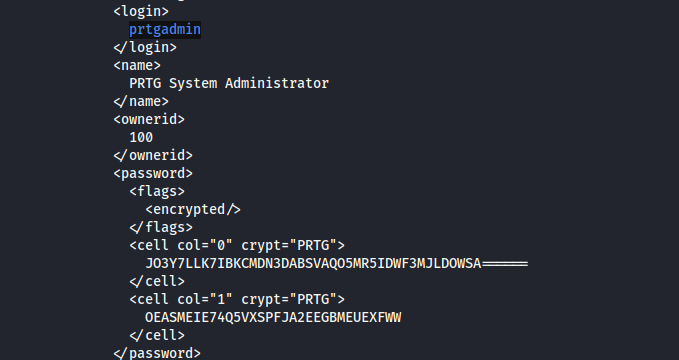 <login>
prtgadmin
</login>
<name>
PRTG System Administrator
</name>
<ownerid>
100
</ownerid>
<password>
<flags>
<encrypted/>
</flags>
<cell col="0" crypt="PRTG">
JO3Y7LLK7IBKCMDN3DABSVAQO5MR5IDWF3MJLDOWSA======
</cell>
<cell col="1" crypt="PRTG">
OEASMEIE74Q5VXSPFJA2EEGBMEUEXFWW
</cell>
</password>